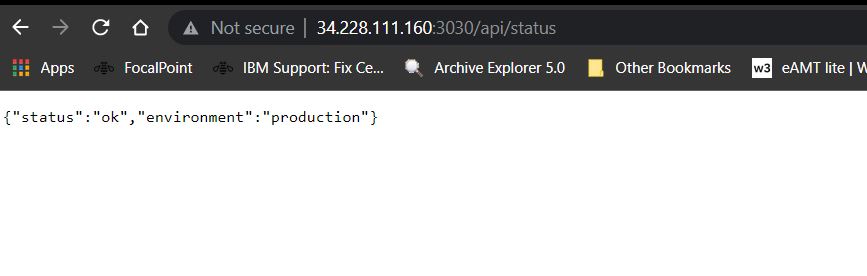 Not secure | 34.228.111.160:3030/api/status
Apps FocalPoint IBM Support: Fix Ce... Archive Explorer 5.0 Other Bookmarks w3 eAMT lite | W
{"status":"ok","environment":"production"}